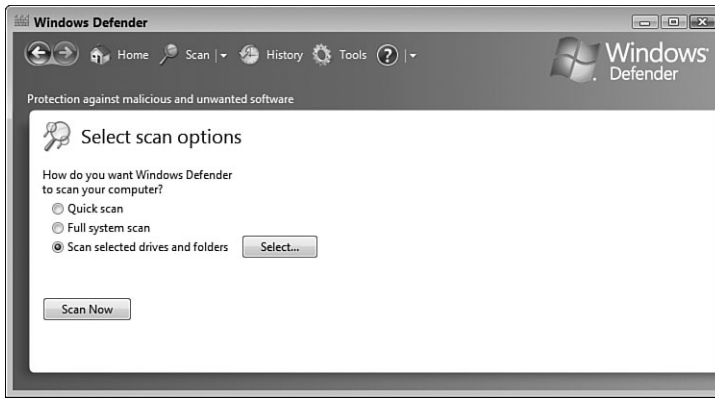 Windows Defender
Home Scan History Tools ?
Windows
Defender
Protection against malicious and unwanted software
Select scan options
How do you want Windows Defender
to scan your computer?
Quick scan
Full system scan
Scan selected drives and folders Select...
Scan Now